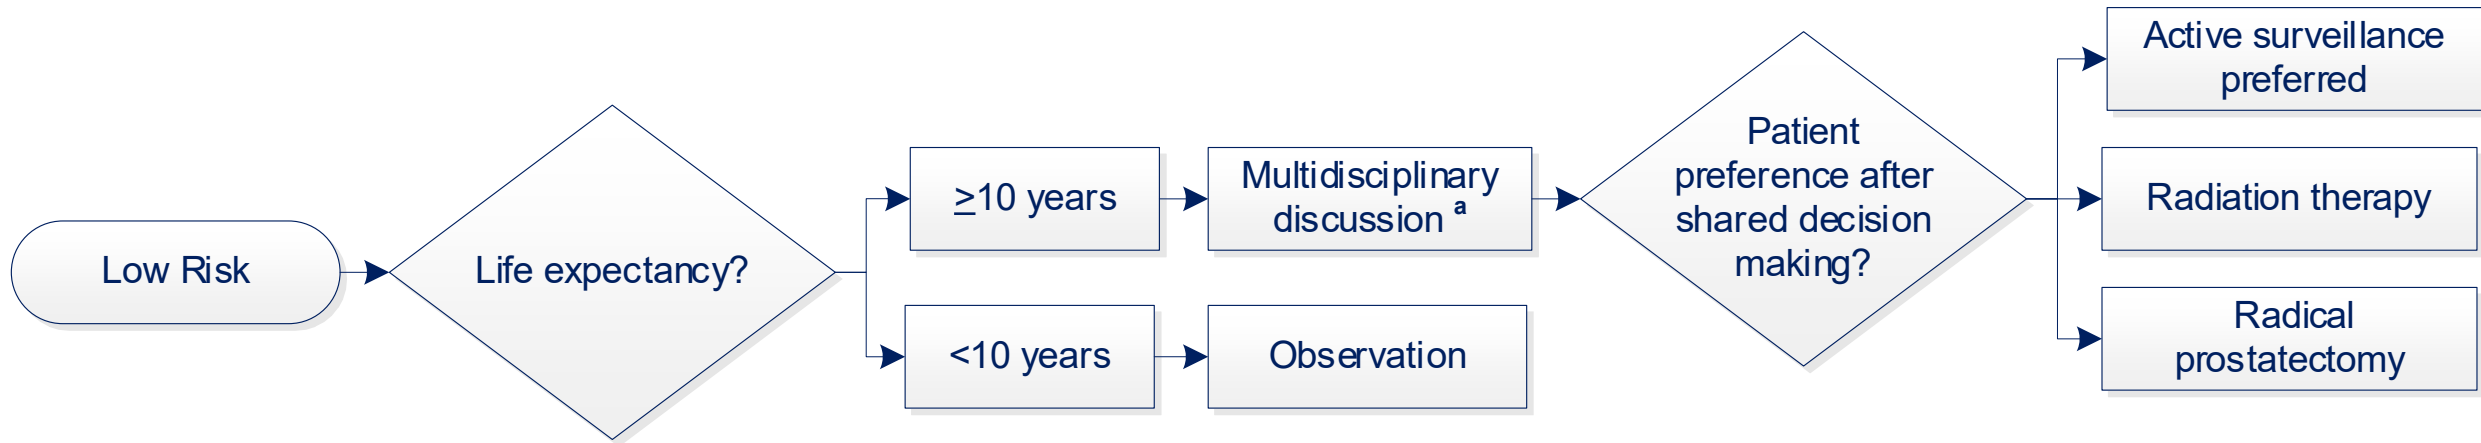 Low Risk
Life expectancy?
≥10 years
Multidisciplinary
discussion a
<10 years
Observation
Patient
preference after
shared decision
making?
Active surveillance
preferred
Radiation therapy
Radical
prostatectomy